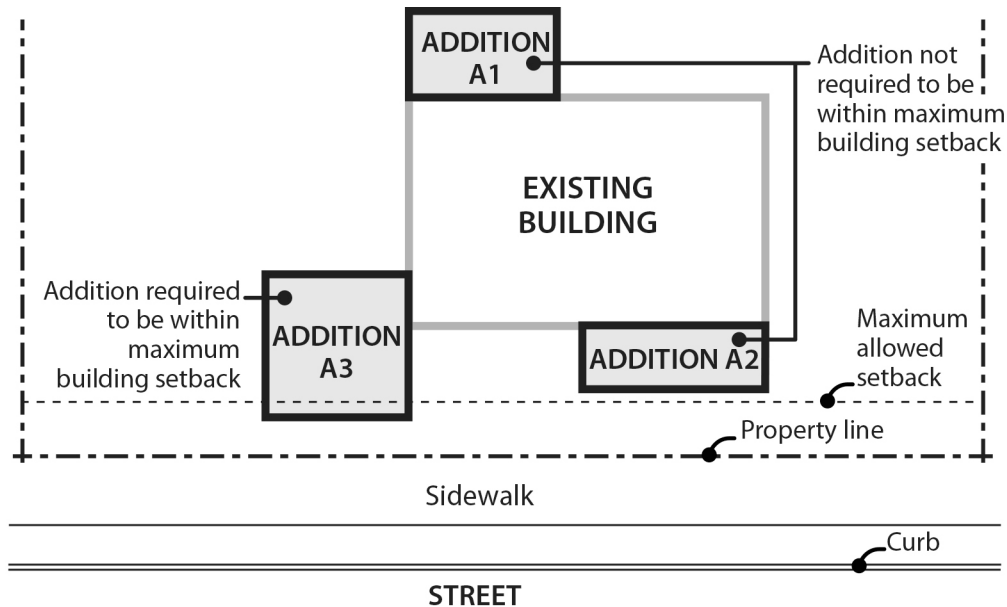 ADDITION
A1
Addition not
required to be
within maximum
building setback
EXISTING
BUILDING
Addition required
to be within
maximum
building setback
ADDITION
A3
ADDITION A2
Maximum
allowed
setback
Property line
Sidewalk
Curb
STREET